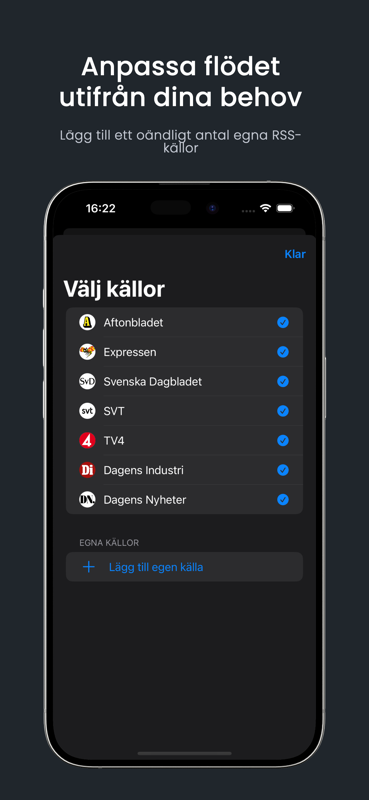 Anpassa flödet
utifrån dina behov
Lägg till ett oändligt antal egna RSS-
källor
16:22
Klar
Välj källor
A Aftonbladet
Expressen
SvD Svenska Dagbladet
svt SVT
4 TV4
Di Dagens Industri
DN. Dagens Nyheter
EGNA KÄLLOR
+ Lägg till egen källa